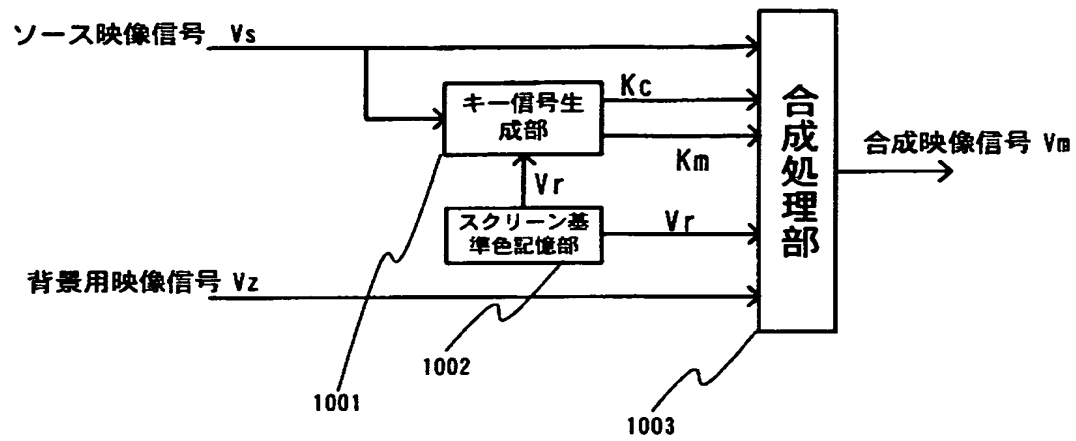 ソース映像信号 Vs
キー信号生
成部
Kc
Km
合成処理部
合成映像信号 Vm
Vr
スクリーン基
準色記憶部
Vr
背景用映像信号 Vz
1002
1001
1003